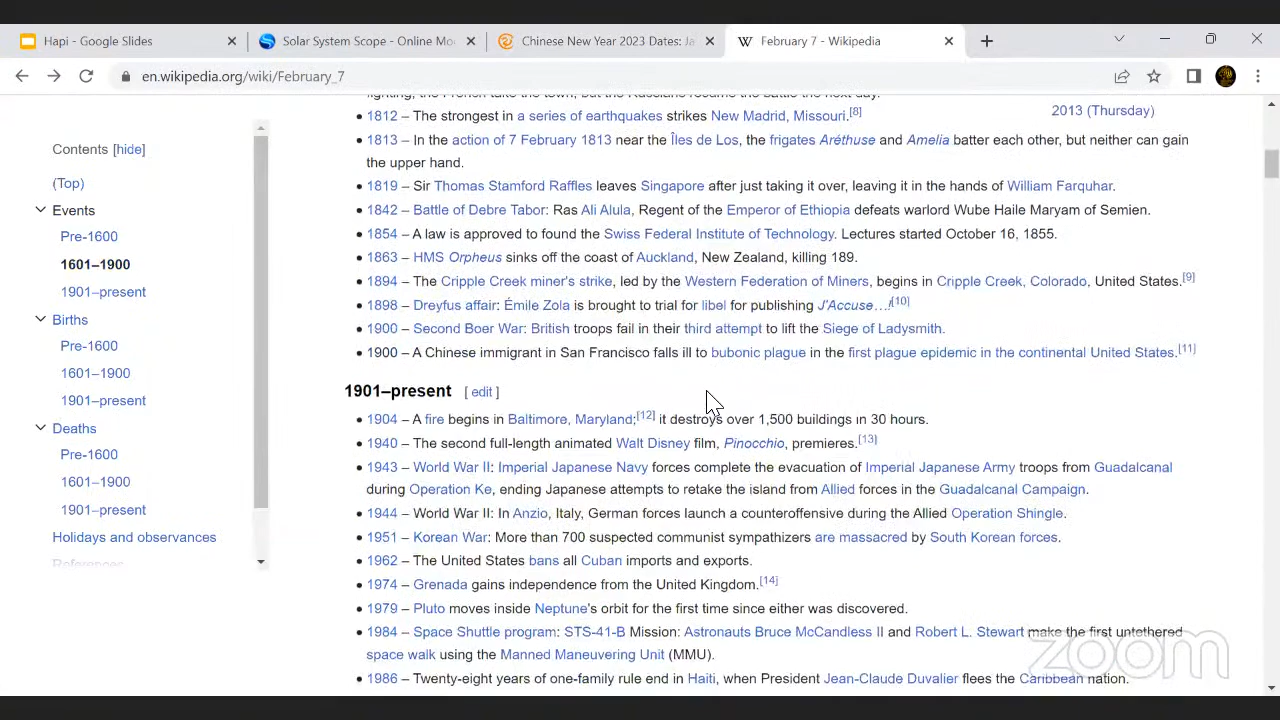 Hapi - Google Slides
Solar System Scope - Online Mo
Chinese New Year 2023 Dates: Ja
W February 7 - Wikipedia
en.wikipedia.org/wiki/February_7
fighting, the French take the town, but the Russians resume the battle the next day.
2013 (Thursday)
Contents [hide]
(Top)
Events
Pre-1600
1601–1900
1901–present
Births
Pre-1600
1601–1900
1901–present
Deaths
Pre-1600
1601–1900
1901–present
Holidays and observances
References
• 1812 – The strongest in a series of earthquakes strikes New Madrid, Missouri.[8]
• 1813 – In the action of 7 February 1813 near the Îles de Los, the frigates Aréthuse and Amelia batter each other, but neither can gain
the upper hand.
• 1819 – Sir Thomas Stamford Raffles leaves Singapore after just taking it over, leaving it in the hands of William Farquhar.
• 1842 – Battle of Debre Tabor: Ras Ali Alula, Regent of the Emperor of Ethiopia defeats warlord Wube Haile Maryam of Semien.
• 1854 – A law is approved to found the Swiss Federal Institute of Technology. Lectures started October 16, 1855.
• 1863 – HMS Orpheus sinks off the coast of Auckland, New Zealand, killing 189.
• 1894 – The Cripple Creek miner's strike, led by the Western Federation of Miners, begins in Cripple Creek, Colorado, United States.[9]
• 1898 – Dreyfus affair: Émile Zola is brought to trial for libel for publishing J'Accuse…![10]
• 1900 – Second Boer War: British troops fail in their third attempt to lift the Siege of Ladysmith.
• 1900 – A Chinese immigrant in San Francisco falls ill to bubonic plague in the first plague epidemic in the continental United States.[11]
1901–present [ edit ]
• 1904 – A fire begins in Baltimore, Maryland;[12] it destroys over 1,500 buildings in 30 hours.
• 1940 – The second full-length animated Walt Disney film, Pinocchio, premieres.[13]
• 1943 – World War II: Imperial Japanese Navy forces complete the evacuation of Imperial Japanese Army troops from Guadalcanal
during Operation Ke, ending Japanese attempts to retake the island from Allied forces in the Guadalcanal Campaign.
• 1944 – World War II: In Anzio, Italy, German forces launch a counteroffensive during the Allied Operation Shingle.
• 1951 – Korean War: More than 700 suspected communist sympathizers are massacred by South Korean forces.
• 1962 – The United States bans all Cuban imports and exports.
• 1974 – Grenada gains independence from the United Kingdom.[14]
• 1979 – Pluto moves inside Neptune's orbit for the first time since either was discovered.
• 1984 – Space Shuttle program: STS-41-B Mission: Astronauts Bruce McCandless II and Robert L. Stewart make the first untethered
space walk using the Manned Maneuvering Unit (MMU).
• 1986 – Twenty-eight years of one-family rule end in Haiti, when President Jean-Claude Duvalier flees the Caribbean nation.
zoom